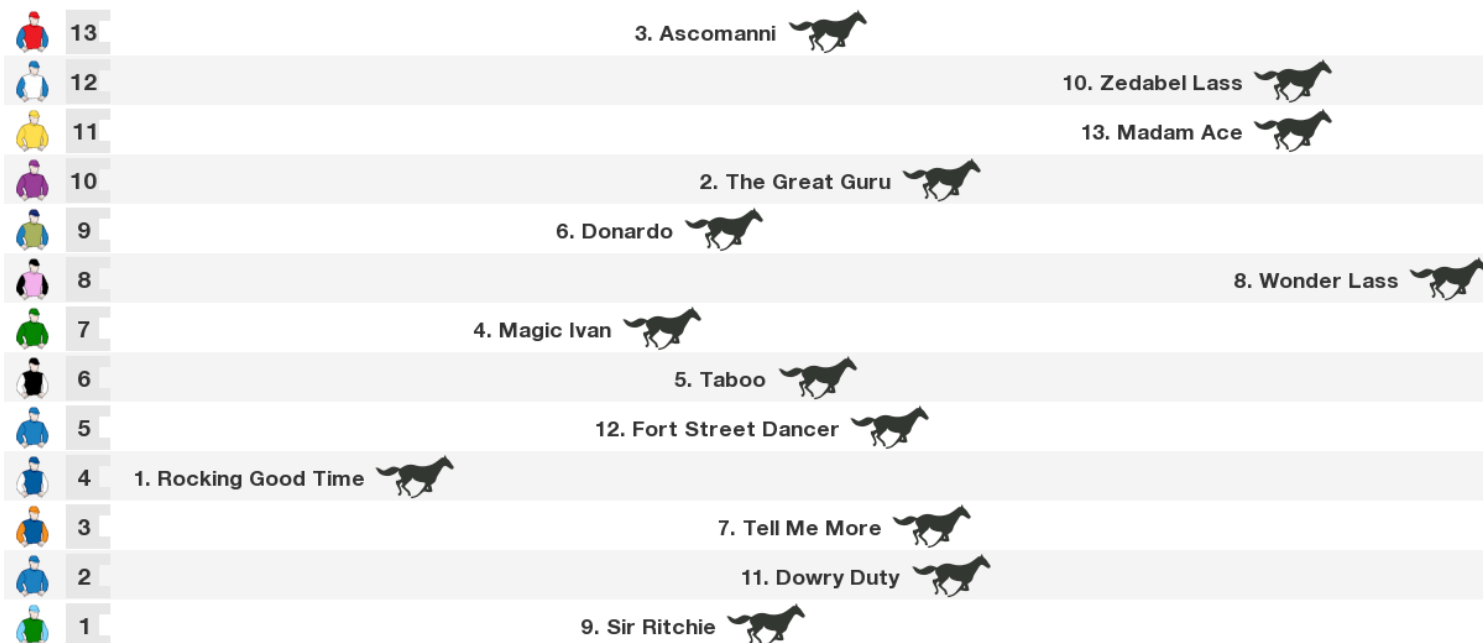 13 3. Ascomanni
12 10. Zedabel Lass
11 13. Madam Ace
10 2. The Great Guru
9 6. Donardo
8 8. Wonder Lass
7 4. Magic Ivan
6 5. Taboo
5 12. Fort Street Dancer
4 1. Rocking Good Time
3 7. Tell Me More
2 11. Dowry Duty
1 9. Sir Ritchie